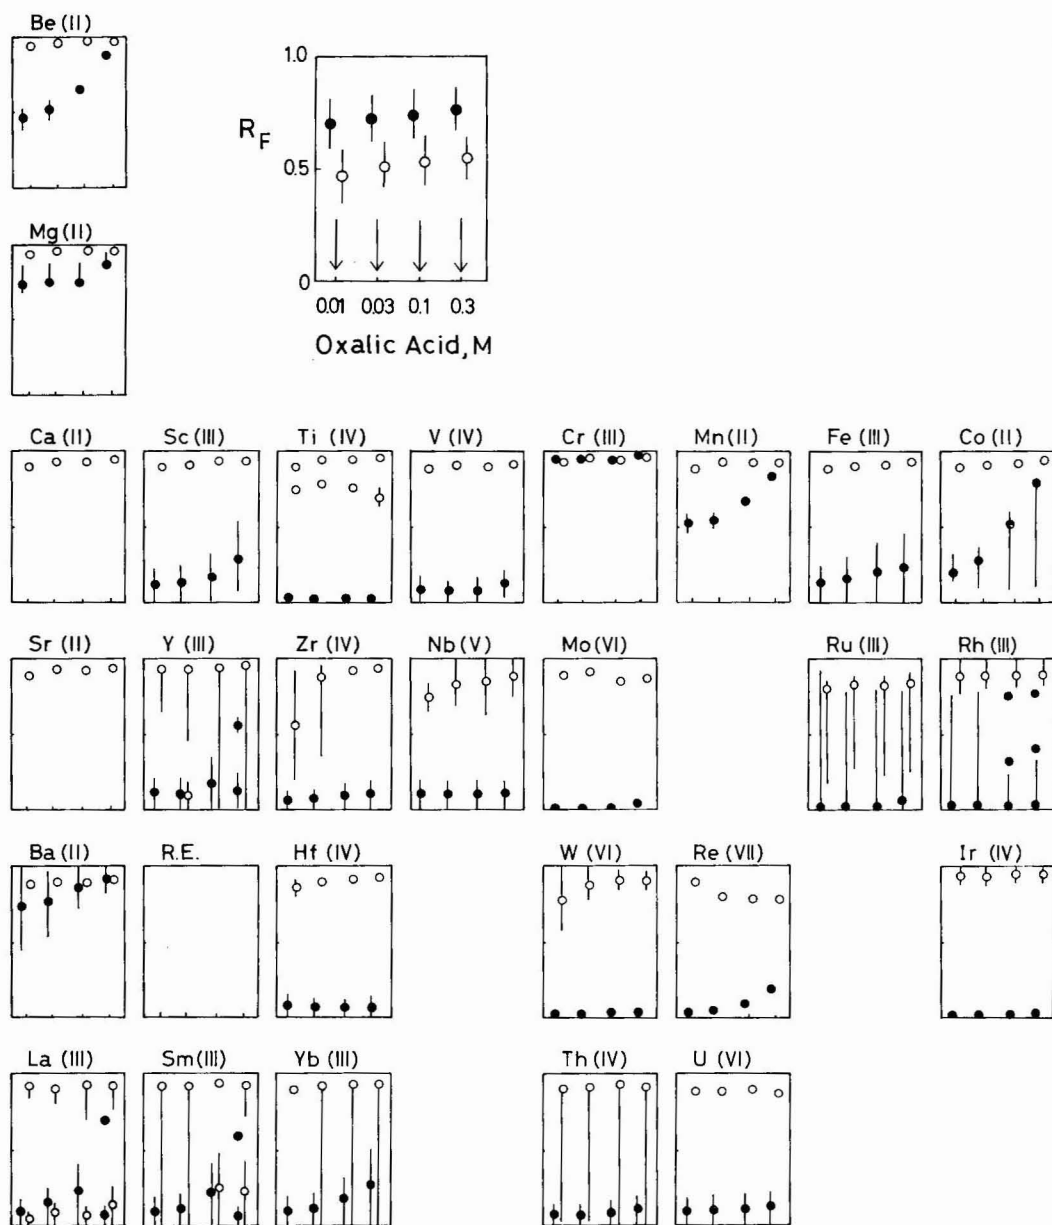 Be (II)
1.0
R_F
0.5
Mg (II)
0
0.01 0.03 0.1 0.3
Oxalic Acid, M
Ca (II) Sc (III) Ti (IV) V (IV) Cr (III) Mn (II) Fe (III) Co (II)
Sr (II) Y (III) Zr (IV) Nb (V) Mo (VI) Ru (III) Rh (III)
Ba (II) R.E. Hf (IV) W (VI) Re (VII) Ir (IV)
La (III) Sm (III) Yb (III) Th (IV) U (VI)